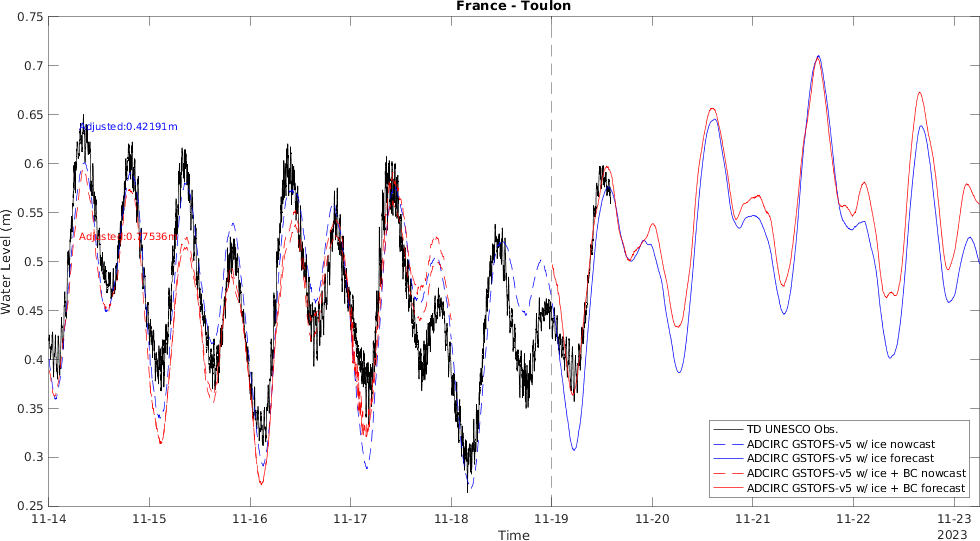 France - Toulon
0.75
0.7
0.65
0.6
0.55
0.5
0.45
0.4
0.35
0.3
0.25
Water Level (m)
Adjusted:0.42191m
Adjusted:0.17536m
TD UNESCO Obs.
ADCIRC GSTOFS-v5 w/ ice nowcast
ADCIRC GSTOFS-v5 w/ ice forecast
ADCIRC GSTOFS-v5 w/ ice + BC nowcast
ADCIRC GSTOFS-v5 w/ ice + BC forecast
11-14 11-15 11-16 11-17 11-18 11-19 11-20 11-21 11-22 11-23
Time
2023